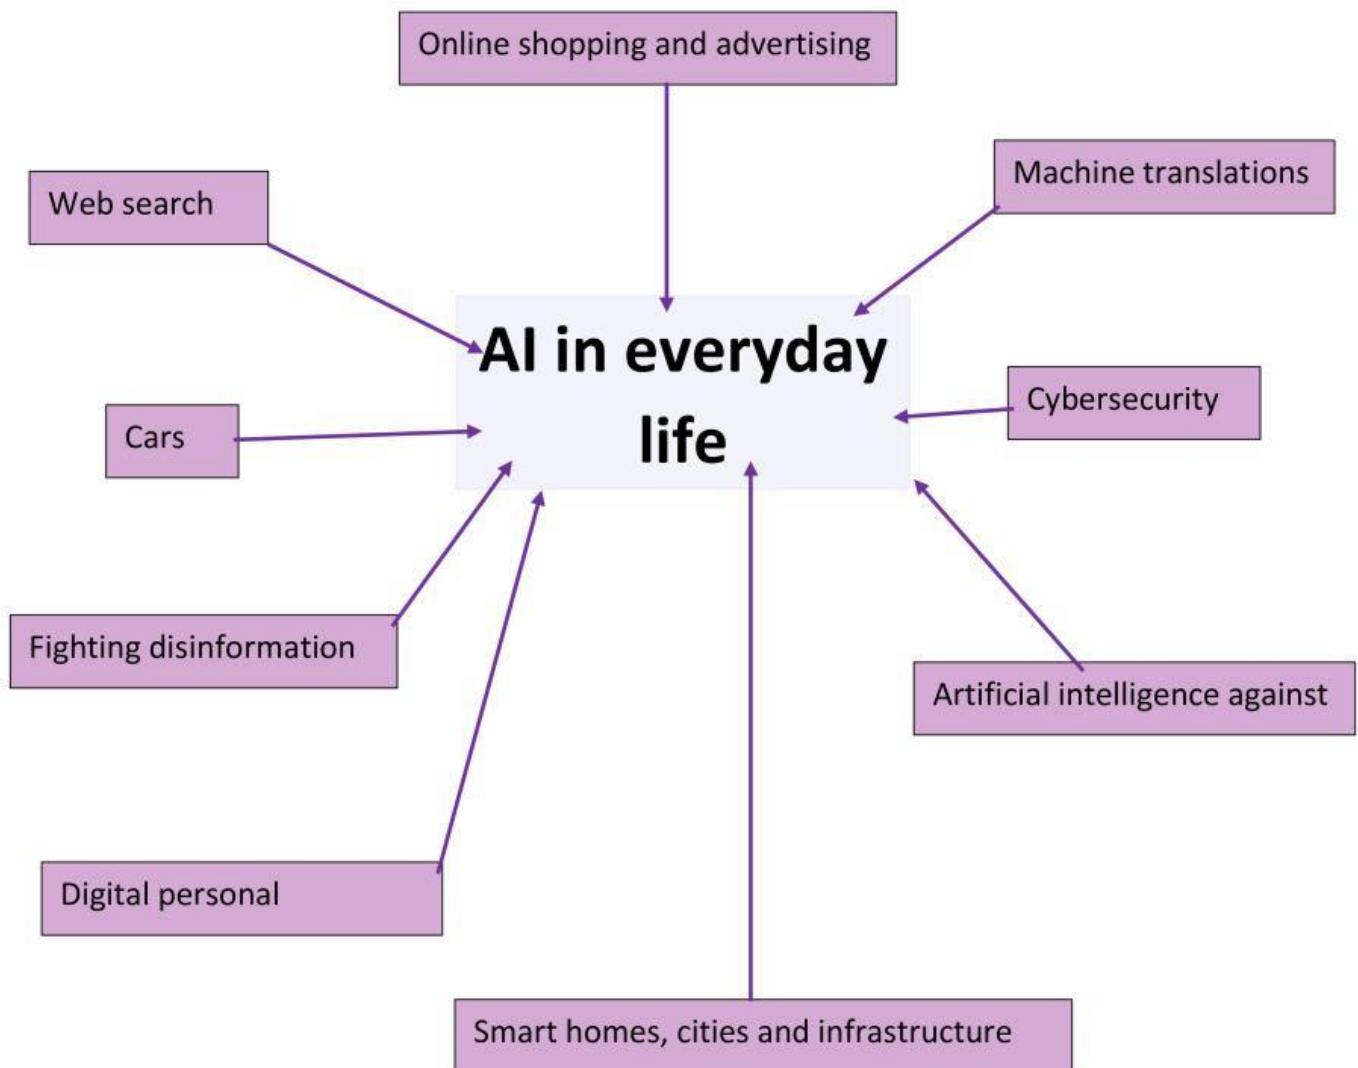 Online shopping and advertising
Machine translations
Web search
AI in everyday
life
Cybersecurity
Cars
Fighting disinformation
Artificial intelligence against
Digital personal
Smart homes, cities and infrastructure